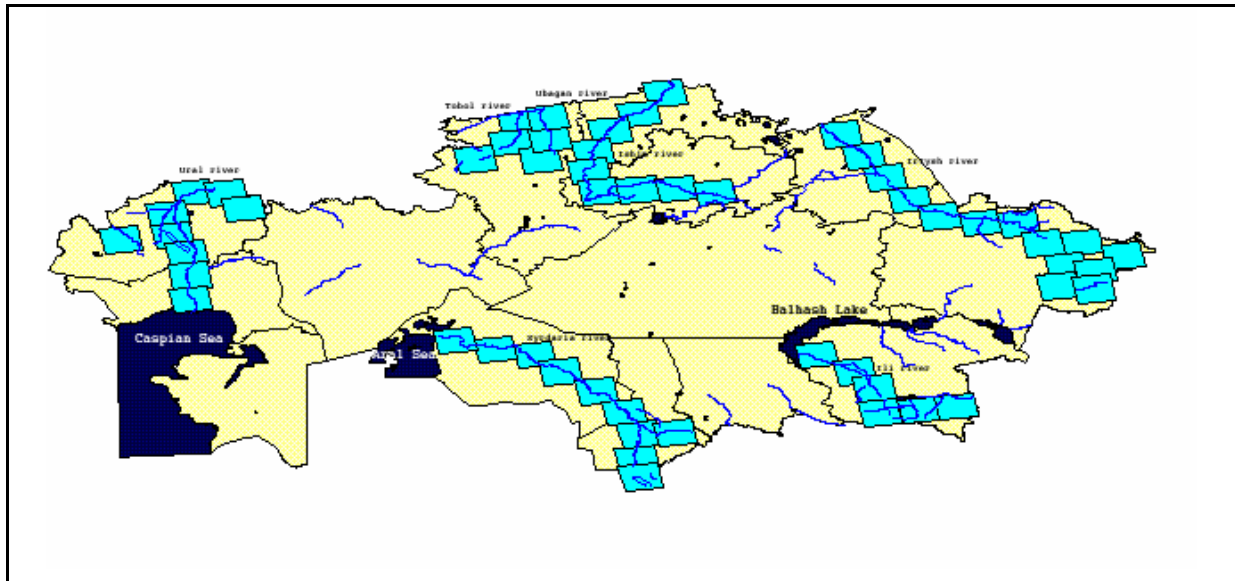 Ubagan river
Tobol river
Ishim river
Irtysh river
Ural river
Balhash Lake
Caspian Sea
Syrdaria river
Aral Sea
Ili river